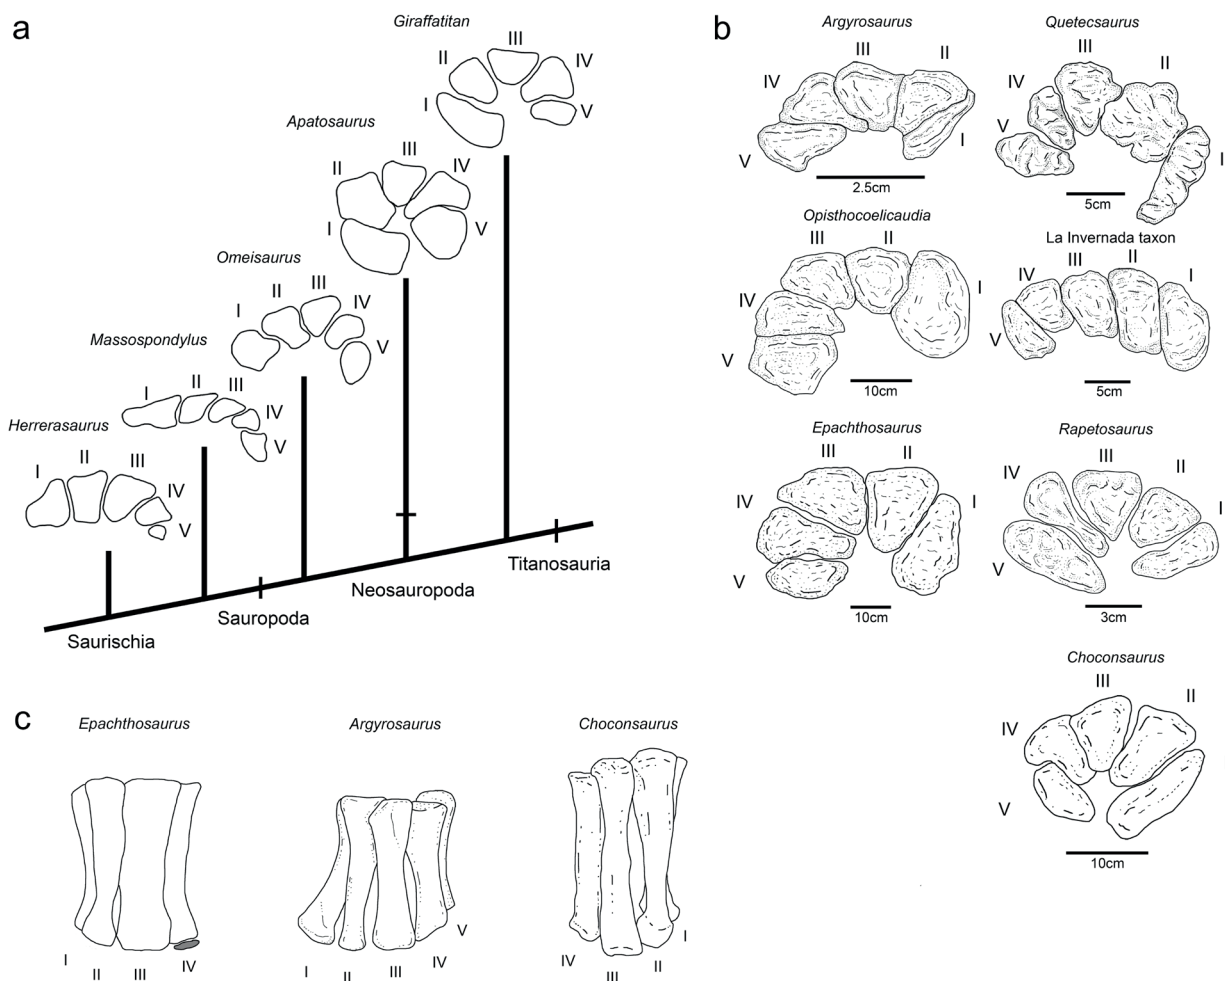 a
Giraffatitan
III
II
IV
I
V
Apatosaurus
III
II
IV
I
V
Omeisaurus
III
II
I
IV
V
Massospondylus
II
I
III
IV
V
Herrerasaurus
II
III
I
IV
V
Titanosauria
Neosauropoda
Sauropoda
Saurischia
b
Argyrosaurus
III
II
IV
I
V
2.5cm
Quetecsaurus
III
II
IV
V
I
5cm
Opisthocoelicaudia
III
II
I
IV
V
10cm
La Invernada taxon
II
III
IV
I
V
5cm
Epachthosaurus
III
II
IV
I
V
10cm
Rapetosaurus
III
II
IV
I
V
3cm
Choconsaurus
III
II
IV
V
10cm
c
Epachthosaurus
I
II
III
IV
Argyrosaurus
I
II
III
IV
V
Choconsaurus
IV
III
II
I